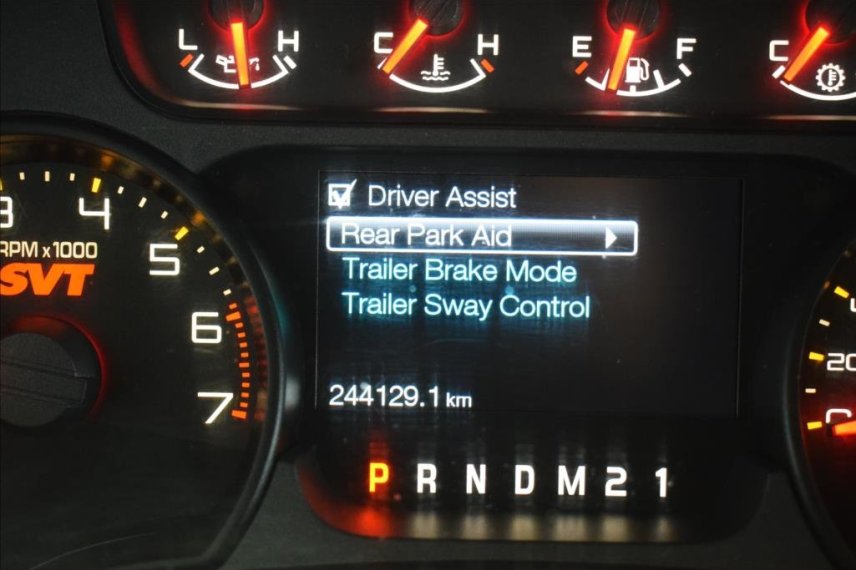 L H
C H
E F
C
Driver Assist
Rear Park Aid
Trailer Brake Mode
Trailer Sway Control
244129.1 km
3
4
5
6
7
RPM x 1000
SVT
20
P R N D M 2 1